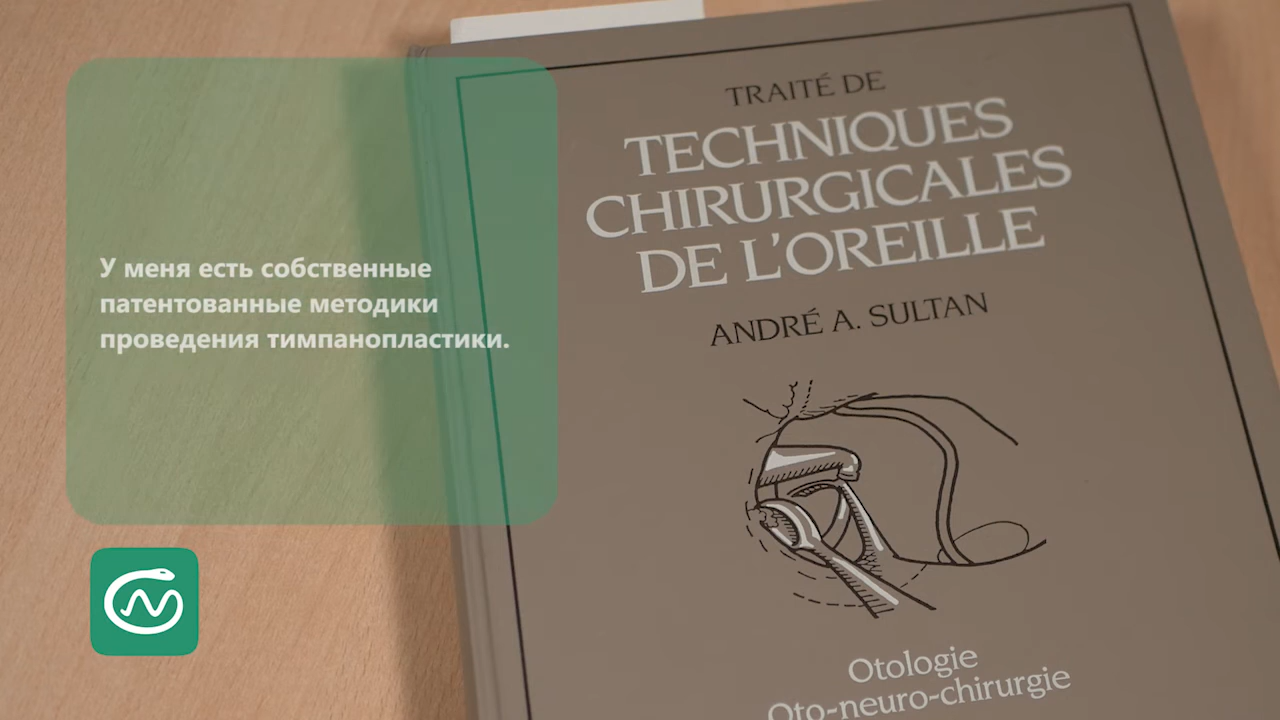 У меня есть собственные
патентованные методики
проведения тимпанопластики.
TRAITÉ DE
TECHNIQUES
CHIRURGICALES
DE L'OREILLE
ANDRÉ A. SULTAN
Otologie
Oto-neuro-chirurgie